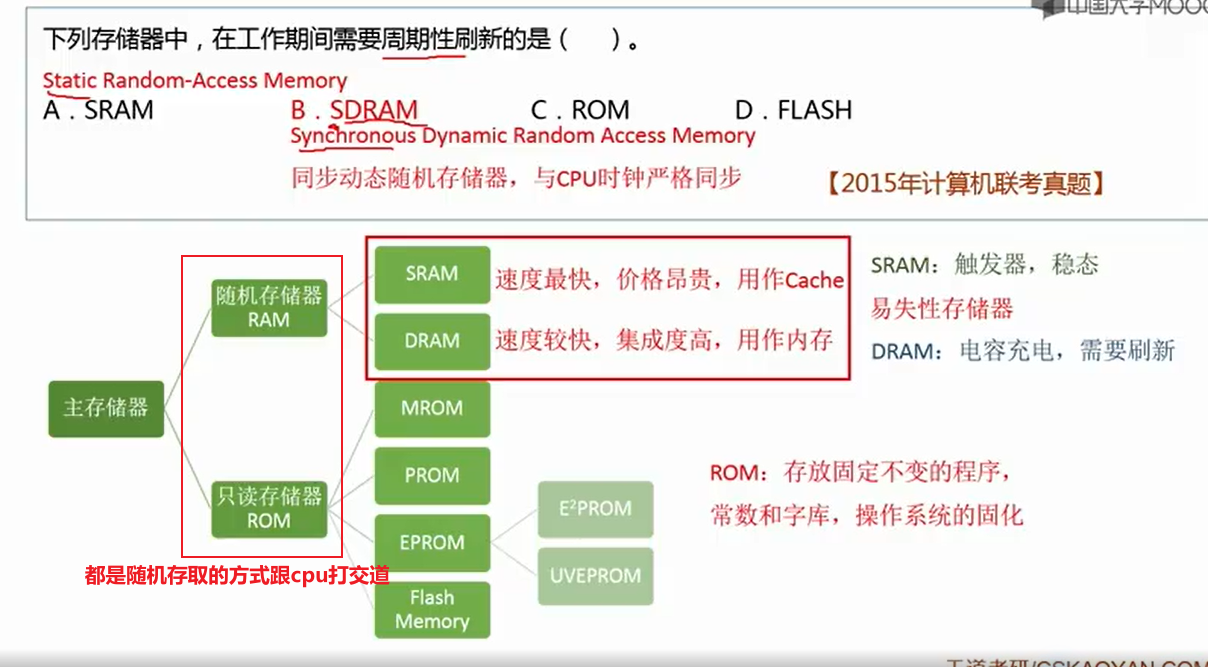 中国大学MOOC
下列存储器中，在工作期间需要周期性刷新的是（ ）。
Static Random-Access Memory
A．SRAM B．SDRAM C．ROM D．FLASH
Synchronous Dynamic Random Access Memory
同步动态随机存储器，与CPU时钟严格同步
【2015年计算机联考真题】
主存储器
随机存储器
RAM
只读存储器
ROM
都是随机存取的方式跟cpu打交道
SRAM
速度最快，价格昂贵，用作Cache
DRAM
速度较快，集成度高，用作内存
MROM
PROM
EPROM
Flash
Memory
E²PROM
UVEPROM
SRAM：触发器，稳态
易失性存储器
DRAM：电容充电，需要刷新
ROM：存放固定不变的程序，
常数和字库，操作系统的固化
王道考研/CSKAOYAN.COM